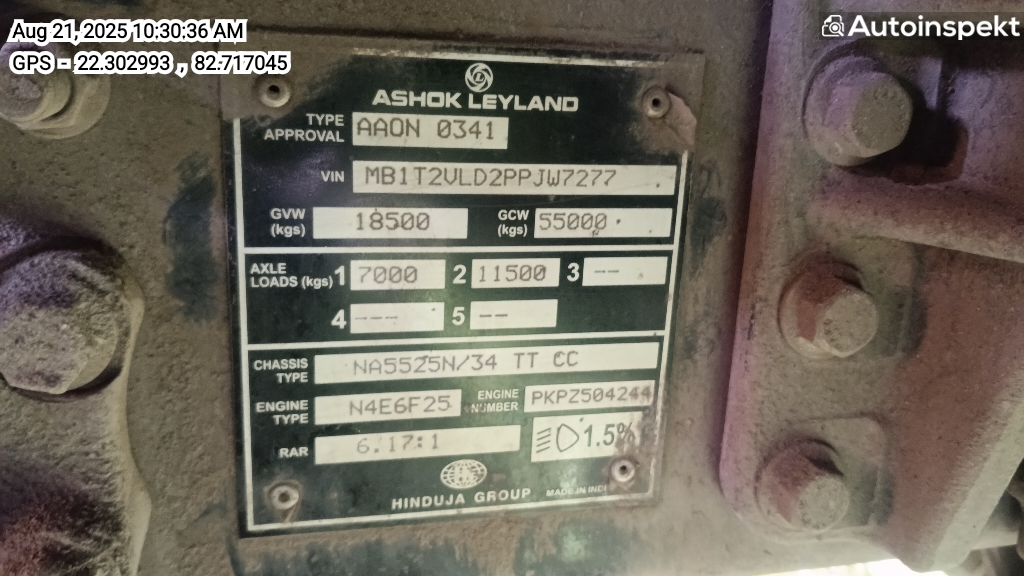 Aug 21, 2025 10:30:36 AM
GPS - 22.302993 , 82.717045
Autoinspekt
ASHOK LEYLAND
TYPE APPROVAL AAON 0341
VIN MB1T2VLD2PPJW7277
GVW (kgs) 18500 GCW (kgs) 55000
AXLE LOADS (kgs) 1 7000 2 11500 3 --
4 --- 5 --
CHASSIS TYPE NA5525N/34 TT CC
ENGINE TYPE N4E6F25 ENGINE NUMBER PKPZ504244
RAR 6.17:1 1.5%
HINDUJA GROUP MADE IN